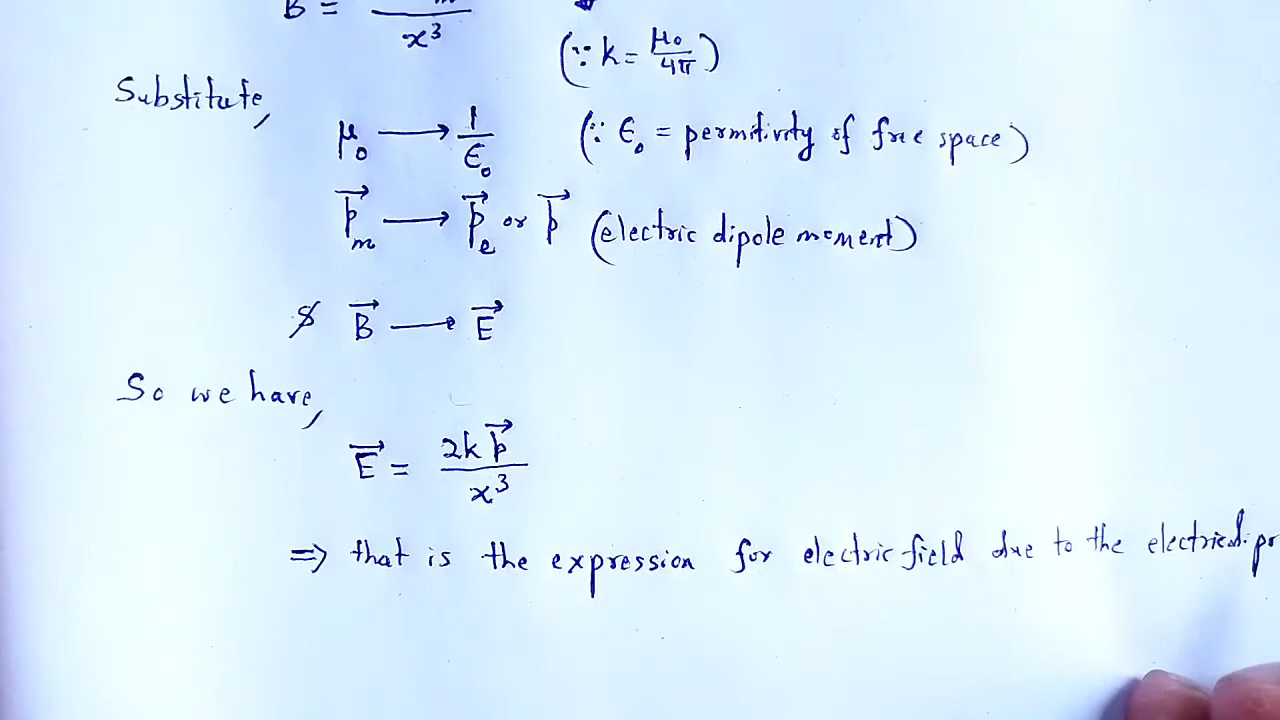 B = x³
(∵ k = μ₀/4π)
Substitute,
μ₀ ⟶ 1/ϵ₀ (∵ ϵ₀ = permitivity of free space)
p⃗ₘ ⟶ p⃗ₑ or p⃗ (electric dipole moment)
$ B⃗ ⟶ E⃗
So we have,
E⃗ = 2kp⃗/x³
⇒ that is the expression for electric field due to the electric